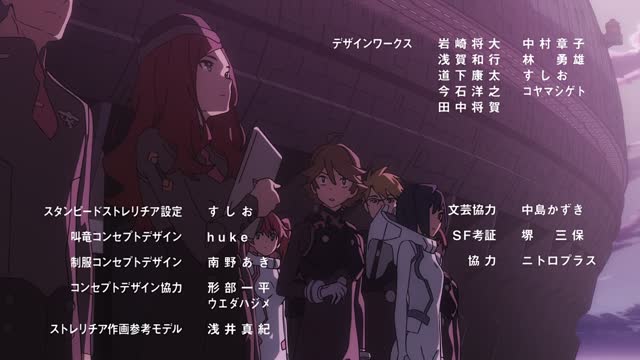 デザインワークス　岩崎将大　中村章子
浅賀和行　林　勇雄
道下康太　すしお
今石洋之　コヤマシゲト
田中将賀
スタンピードストレリチア設定　すしお
叫竜コンセプトデザイン　huke
制服コンセプトデザイン　南野あき
コンセプトデザイン協力　形部一平
ウエダハジメ
ストレリチア作画参考モデル　浅井真紀
文芸協力　中島かずき
SF考証　堺　三保
協力　ニトロプラス